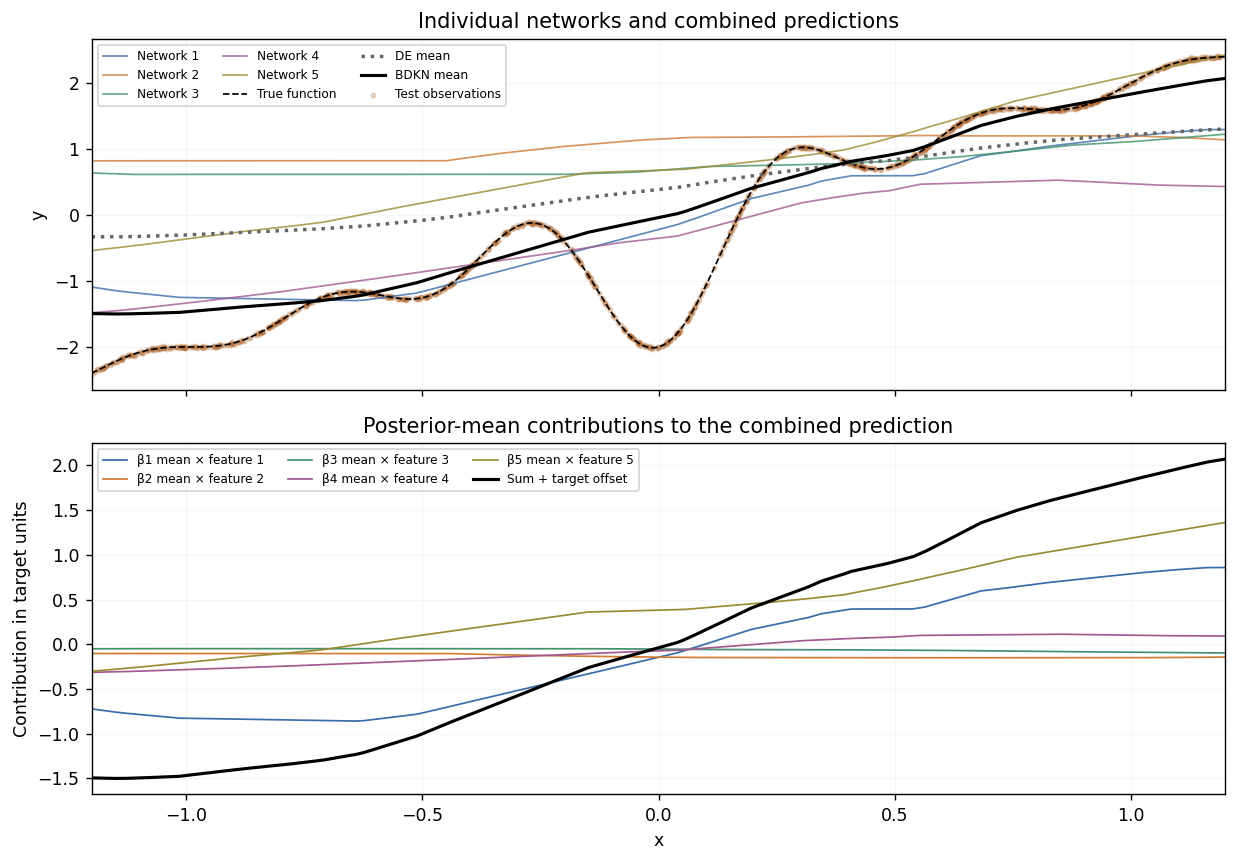 Individual networks and combined predictions
Network 1 Network 4 DE mean
Network 2 Network 5 BDKN mean
Network 3 True function Test observations
y
2
1
0
−1
−2
Posterior-mean contributions to the combined prediction
β1 mean × feature 1 β3 mean × feature 3 β5 mean × feature 5
β2 mean × feature 2 β4 mean × feature 4 Sum + target offset
Contribution in target units
2.0
1.5
1.0
0.5
0.0
−0.5
−1.0
−1.5
−1.0 −0.5 0.0 0.5 1.0
x